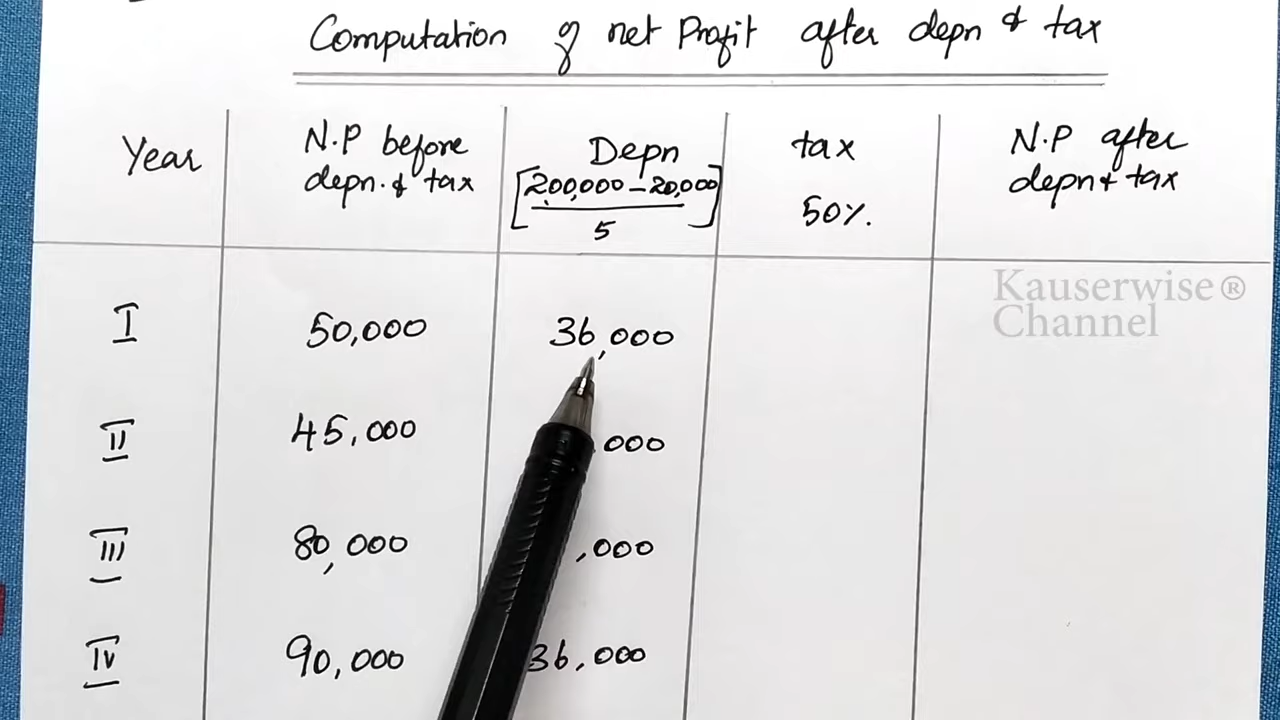 Computation of net Profit after depn & tax
Year
N.P before
depn. & tax
Depn
[200,000 - 20,000
5]
tax
50%.
N.P after
depn & tax
Kauserwise®
Channel
I 50,000 36,000
II 45,000 ,000
III 80,000 ,000
IV 90,000 36,000